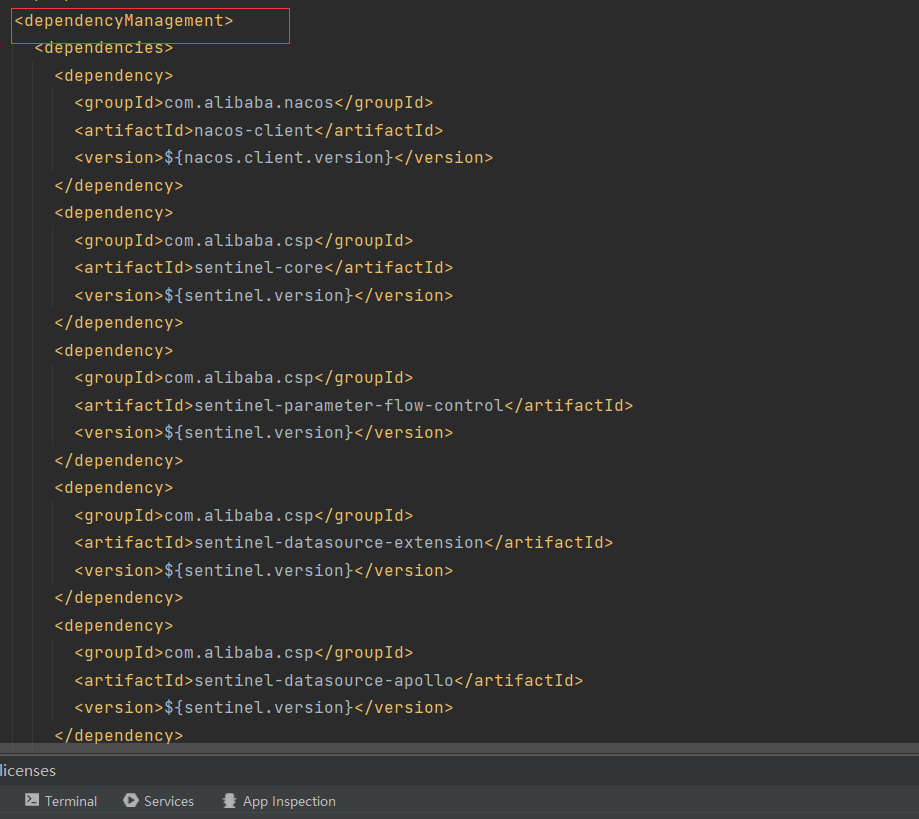 <dependencyManagement>
<dependencies>
<dependency>
<groupId>com.alibaba.nacos</groupId>
<artifactId>nacos-client</artifactId>
<version>${nacos.client.version}</version>
</dependency>
<dependency>
<groupId>com.alibaba.csp</groupId>
<artifactId>sentinel-core</artifactId>
<version>${sentinel.version}</version>
</dependency>
<dependency>
<groupId>com.alibaba.csp</groupId>
<artifactId>sentinel-parameter-flow-control</artifactId>
<version>${sentinel.version}</version>
</dependency>
<dependency>
<groupId>com.alibaba.csp</groupId>
<artifactId>sentinel-datasource-extension</artifactId>
<version>${sentinel.version}</version>
</dependency>
<dependency>
<groupId>com.alibaba.csp</groupId>
<artifactId>sentinel-datasource-apollo</artifactId>
<version>${sentinel.version}</version>
</dependency>
licenses
Terminal Services App Inspection